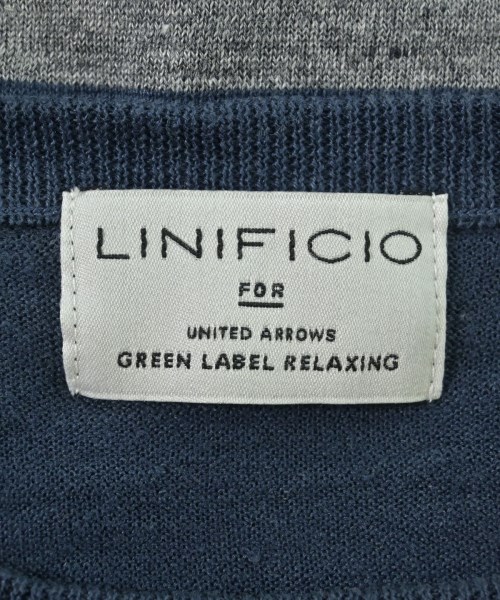 LINIFICIO
FOR
UNITED ARROWS
GREEN LABEL RELAXING